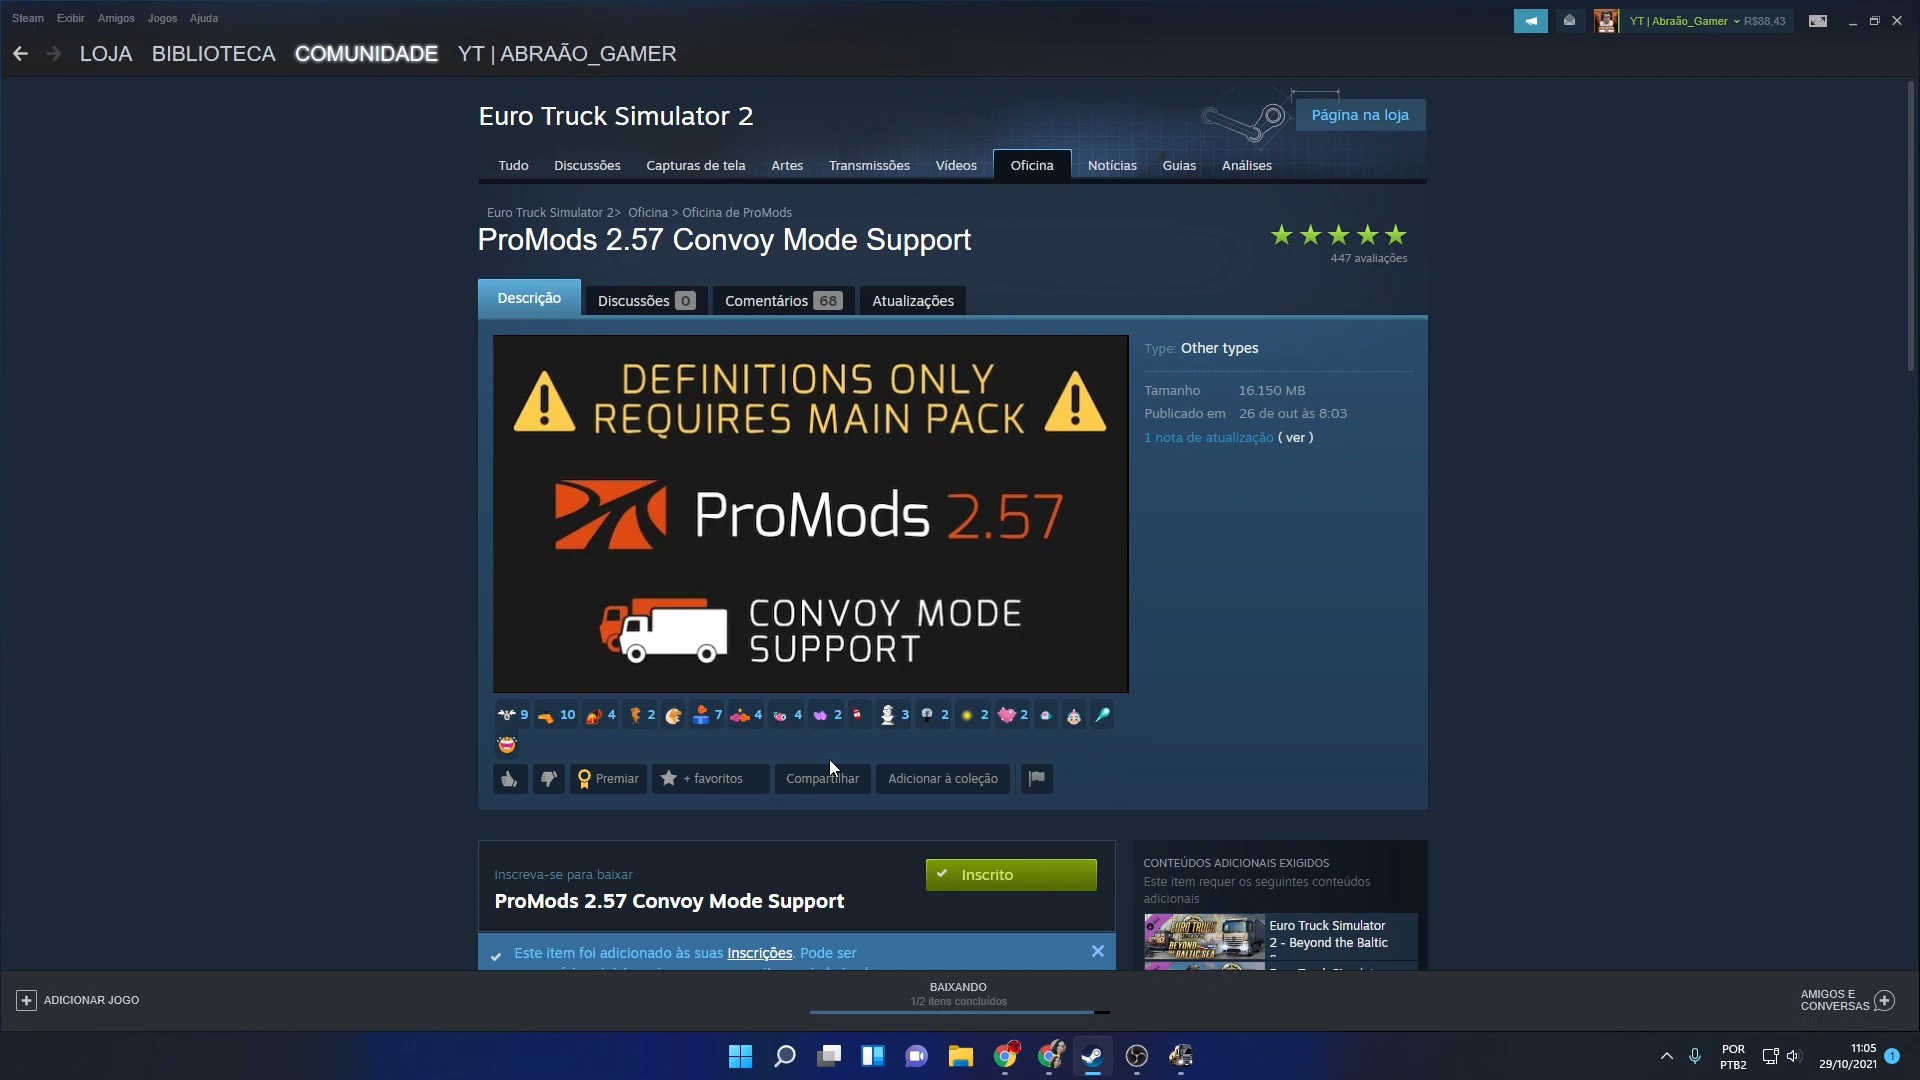 Steam Exibir Amigos Jogos Ajuda
YT | Abraão_Gamer R$88,43
LOJA BIBLIOTECA COMUNIDADE YT | ABRAÃO_GAMER
Euro Truck Simulator 2
Página na loja
Tudo Discussões Capturas de tela Artes Transmissões Vídeos Oficina Notícias Guias Análises
Euro Truck Simulator 2> Oficina > Oficina de ProMods
ProMods 2.57 Convoy Mode Support
447 avaliações
Descrição Discussões 0 Comentários 68 Atualizações
DEFINITIONS ONLY
REQUIRES MAIN PACK
ProMods 2.57
CONVOY MODE
SUPPORT
Type: Other types
Tamanho 16.150 MB
Publicado em 26 de out às 8:03
1 nota de atualização ( ver )
9 10 4 2 7 4 4 2 3 2 2 2
Premiar + favoritos Compartilhar Adicionar à coleção
Inscreva-se para baixar
ProMods 2.57 Convoy Mode Support
Inscrito
Este item foi adicionado às suas Inscrições. Pode ser
CONTEÚDOS ADICIONAIS EXIGIDOS
Este item requer os seguintes conteúdos
adicionais
EURO TRUCK
BEYOND THE BALTIC SEA
Euro Truck Simulator
2 - Beyond the Baltic
ADICIONAR JOGO
BAIXANDO
1/2 itens concluídos
AMIGOS E
CONVERSAS
POR
PTB2
11:05
29/10/2021
1